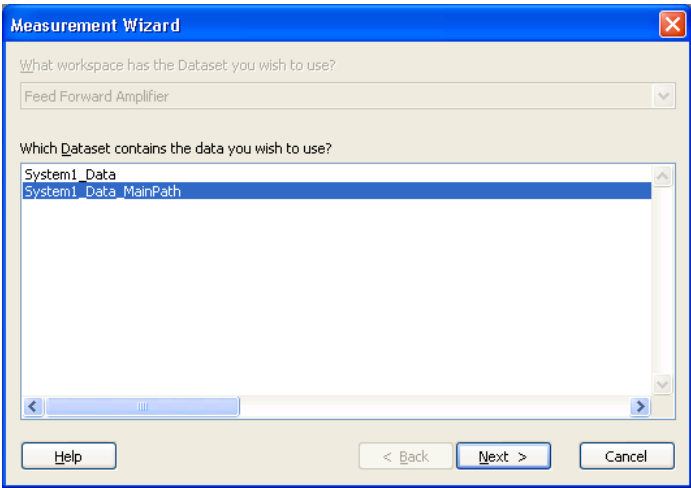 Measurement Wizard
What workspace has the Dataset you wish to use?
Feed Forward Amplifier
Which Dataset contains the data you wish to use?
System1_Data
System1_Data_MainPath
Help
< Back
Next >
Cancel